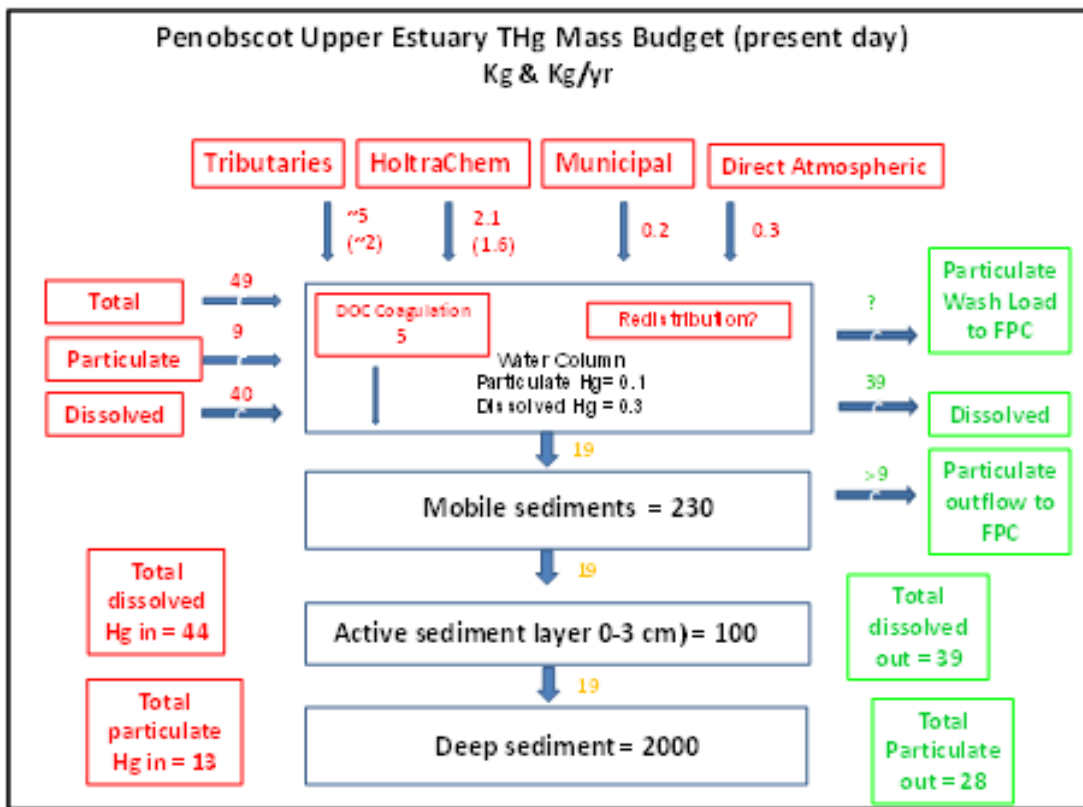 Penobscot Upper Estuary THg Mass Budget (present day)
Kg & Kg/yr
Tributaries
HoltraChem
Municipal
Direct Atmospheric
~5
(~2)
2.1
(1.6)
0.2
0.3
Total
49
Particulate
9
Dissolved
40
DOC Coagulation
5
Redistribution?
Water Column
Particulate Hg= 0.1
Dissolved Hg = 0.3
?
Particulate
Wash Load
to FPC
39
Dissolved
>9
Particulate
outflow to
FPC
19
Mobile sediments = 230
19
Active sediment layer 0-3 cm) = 100
19
Deep sediment = 2000
Total
dissolved
Hg in = 44
Total
particulate
Hg in = 13
Total
dissolved
out = 39
Total
Particulate
out = 28